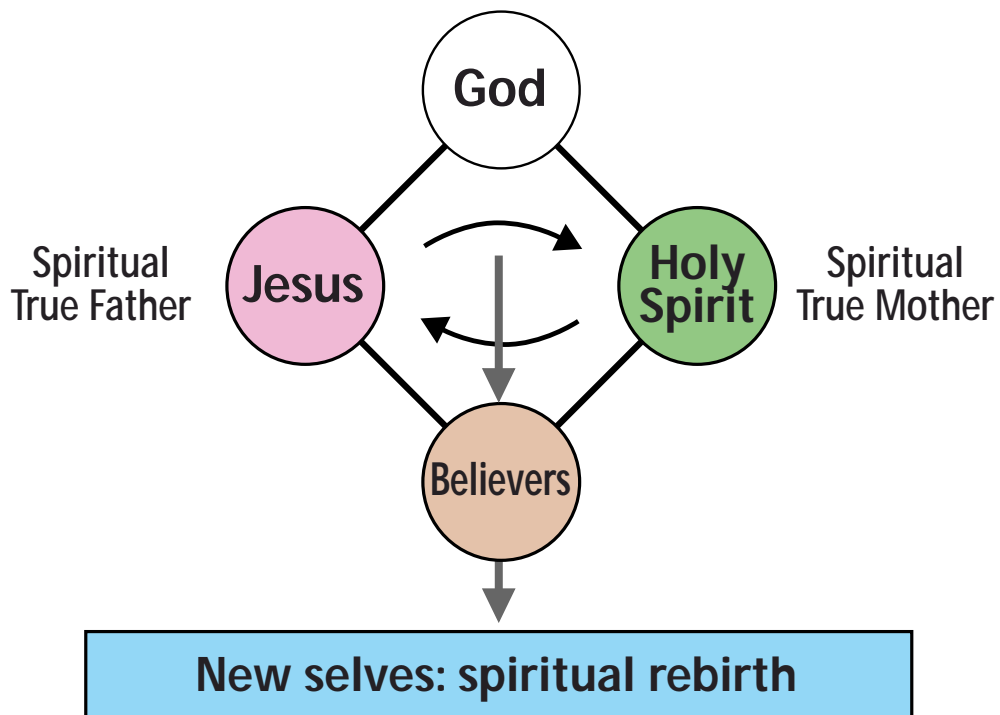 God
Spiritual
True Father
Jesus
Holy
Spirit
Spiritual
True Mother
Believers
New selves: spiritual rebirth